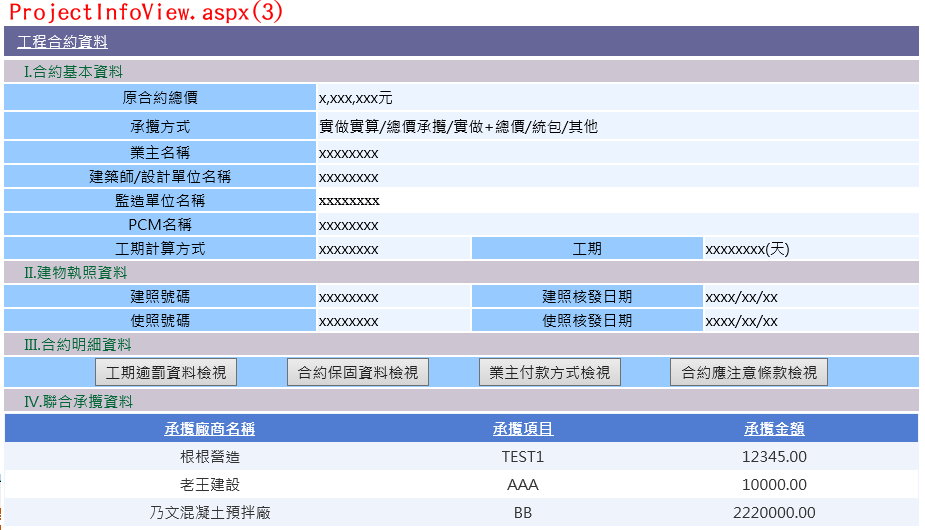 ProjectInfoView.aspx(3)
工程合約資料
I.合約基本資料
原合約總價 x,xxx,xxx元
承攬方式 實做實算/總價承攬/實做+總價/統包/其他
業主名稱 xxxxxxxx
建築師/設計單位名稱 xxxxxxxx
監造單位名稱 xxxxxxxx
PCM名稱 xxxxxxxx
工期計算方式 xxxxxxxx 工期 xxxxxxxx(天)
II.建物執照資料
建照號碼 xxxxxxxx 建照核發日期 xxxx/xx/xx
使照號碼 xxxxxxxx 使照核發日期 xxxx/xx/xx
III.合約明細資料
工期逾罰資料檢視 合約保固資料檢視 業主付款方式檢視 合約應注意條款檢視
IV.聯合承攬資料
承攬廠商名稱 承攬項目 承攬金額
根根營造 TEST1 12345.00
老王建設 AAA 10000.00
乃文混凝土預拌廠 BB 2220000.00